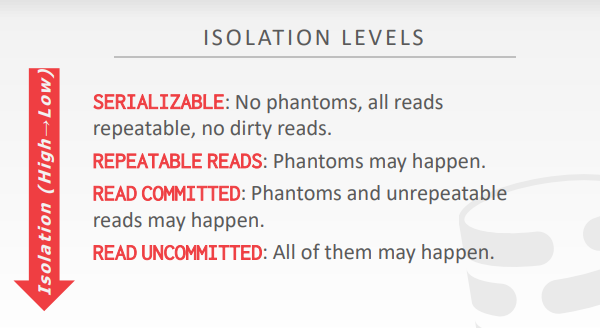 ISOLATION LEVELS
Isolation (High→Low)
SERIALIZABLE: No phantoms, all reads
repeatable, no dirty reads.
REPEATABLE READS: Phantoms may happen.
READ COMMITTED: Phantoms and unrepeatable
reads may happen.
READ UNCOMMITTED: All of them may happen.